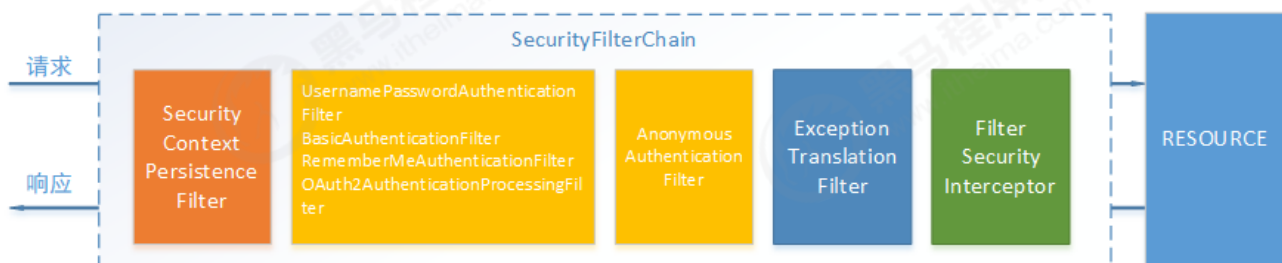 SecurityFilterChain
请求
响应
Security
Context
Persistence
Filter
UsernamePasswordAuthentication
Filter
BasicAuthenticationFilter
RememberMeAuthenticationFilter
OAuth2AuthenticationProcessingFil
ter
Anonymous
Authentication
Filter
Exception
Translation
Filter
Filter
Security
Interceptor
RESOURCE